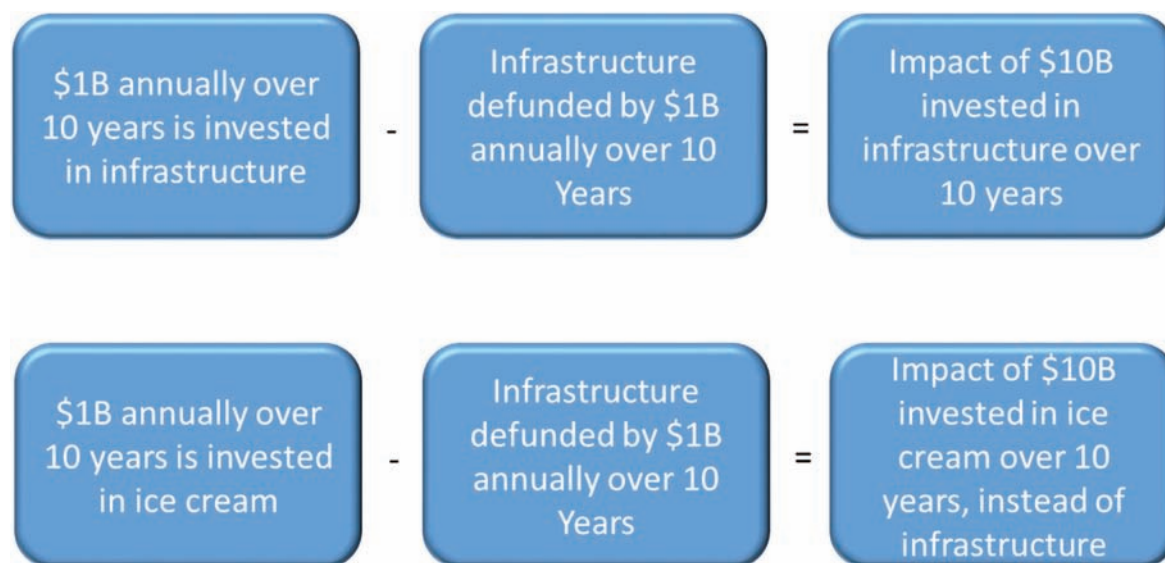 $1B annually over
10 years is invested
in infrastructure
-
Infrastructure
defunded by $1B
annually over 10
Years
=
Impact of $10B
invested in
infrastructure over
10 years
$1B annually over
10 years is invested
in ice cream
-
Infrastructure
defunded by $1B
annually over 10
Years
=
Impact of $10B
invested in ice
cream over 10
years, instead of
infrastructure